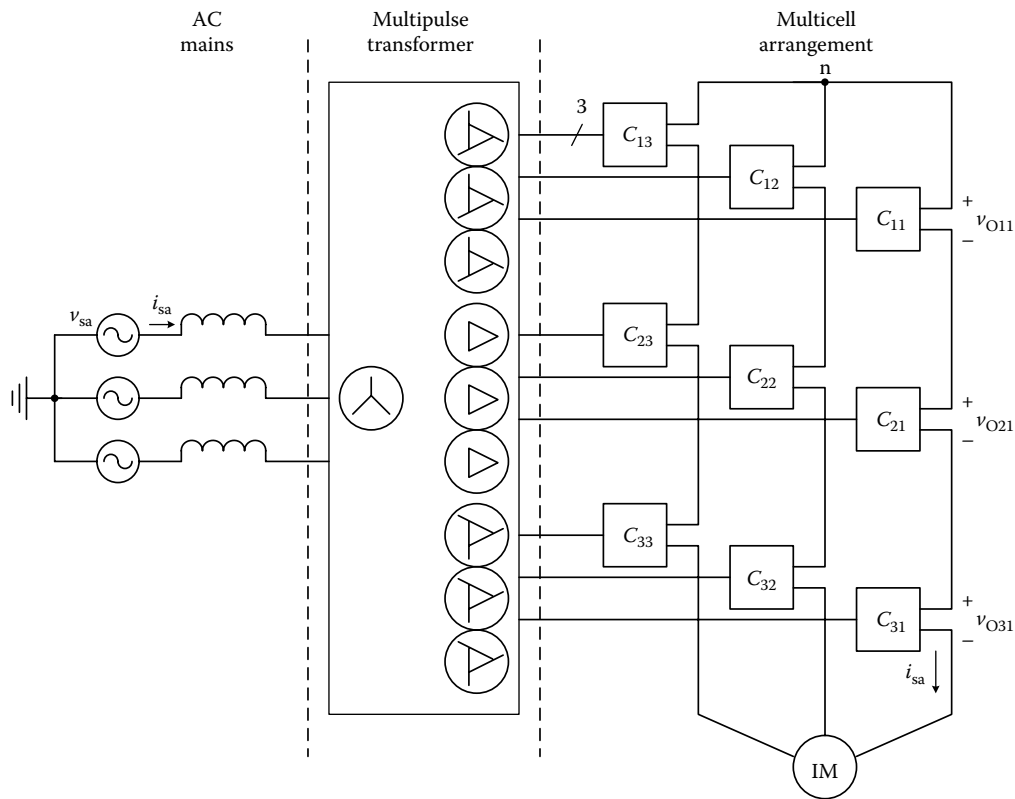 AC
mains
Multipulse
transformer
Multicell
arrangement
n
3
C13
C12
C11
+
vO11
–
vsa
isa
C23
C22
C21
+
vO21
–
C33
C32
C31
+
vO31
–
isa
IM